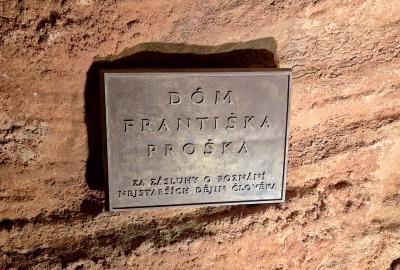 DÓM
FRANTIŠKA
PROŠKA
ZA ZÁSLUHY O POZNÁNÍ
NEJSTARŠÍCH DĚJIN ČLOVĚKA